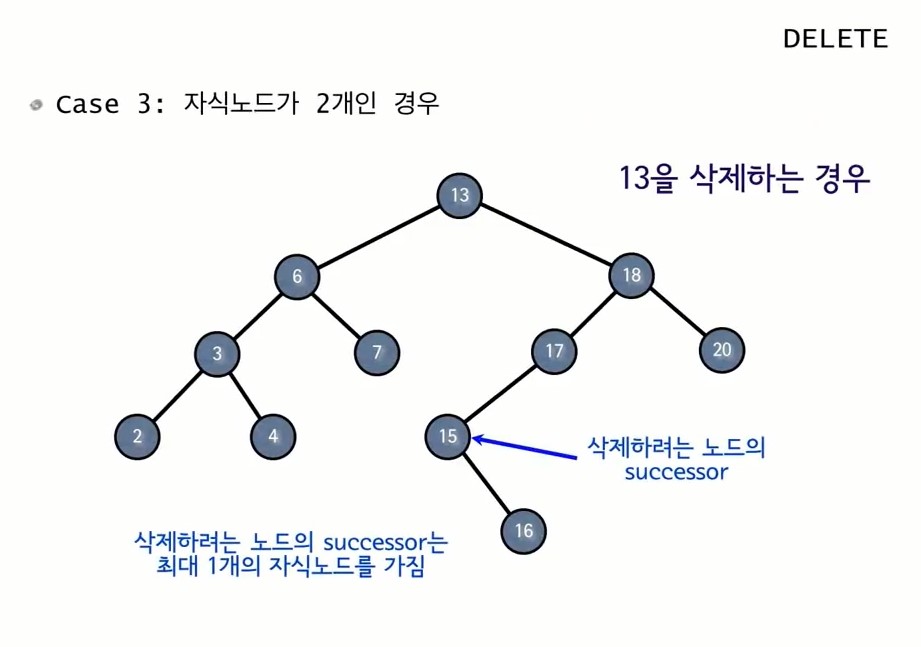 DELETE
Case 3: 자식노드가 2개인 경우
13을 삭제하는 경우
13
6
18
3
7
17
20
2
4
15
삭제하려는 노드의
successor
16
삭제하려는 노드의 successor는
최대 1개의 자식노드를 가짐